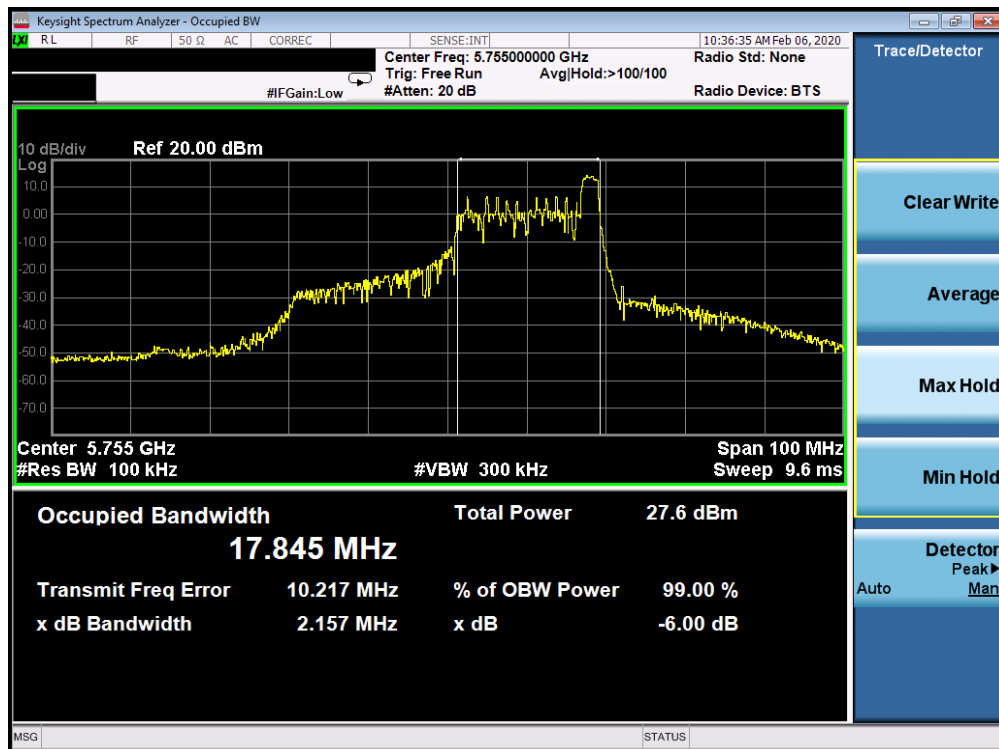 Keysight Spectrum Analyzer - Occupied BW
LXI RL RF 50 Ω AC CORREC SENSE:INT 10:36:35 AM Feb 06, 2020
Center Freq: 5.755000000 GHz Radio Std: None
Trig: Free Run Avg|Hold:>100/100
#IFGain:Low #Atten: 20 dB Radio Device: BTS
10 dB/div Ref 20.00 dBm
Log
10.0
0.00
-10.0
-20.0
-30.0
-40.0
-50.0
-60.0
-70.0
Center 5.755 GHz Span 100 MHz
#Res BW 100 kHz #VBW 300 kHz Sweep 9.6 ms
Occupied Bandwidth Total Power 27.6 dBm
17.845 MHz
Transmit Freq Error 10.217 MHz % of OBW Power 99.00 %
x dB Bandwidth 2.157 MHz x dB -6.00 dB
MSG STATUS
Trace/Detector
Clear Write
Average
Max Hold
Min Hold
Detector
Peak▶
Auto Man